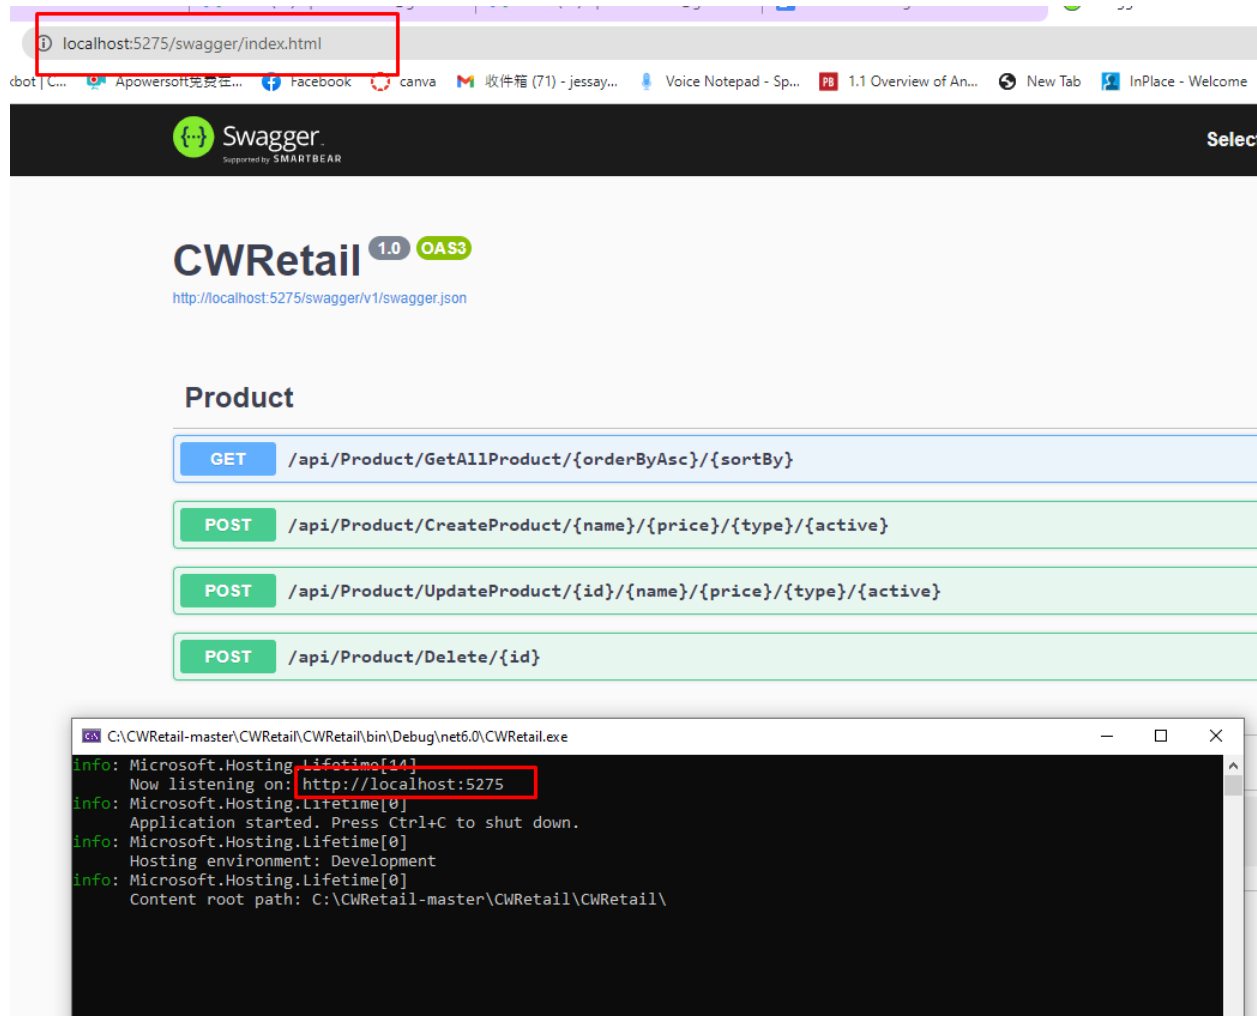 localhost:5275/swagger/index.html
Apowersoft免费在... Facebook canva 收件箱 (71) - jessay... Voice Notepad - Sp... PB 1.1 Overview of An... New Tab InPlace - Welcome
Swagger.
Supported by SMARTBEAR
Selec
CWRetail 1.0 OAS3
http://localhost:5275/swagger/v1/swagger.json
Product
GET /api/Product/GetAllProduct/{orderByAsc}/{sortBy}
POST /api/Product/CreateProduct/{name}/{price}/{type}/{active}
POST /api/Product/UpdateProduct/{id}/{name}/{price}/{type}/{active}
POST /api/Product/Delete/{id}
C:\CWRetail-master\CWRetail\CWRetail\bin\Debug\net6.0\CWRetail.exe
info: Microsoft.Hosting.Lifetime[14]
Now listening on: http://localhost:5275
info: Microsoft.Hosting.Lifetime[0]
Application started. Press Ctrl+C to shut down.
info: Microsoft.Hosting.Lifetime[0]
Hosting environment: Development
info: Microsoft.Hosting.Lifetime[0]
Content root path: C:\CWRetail-master\CWRetail\CWRetail\